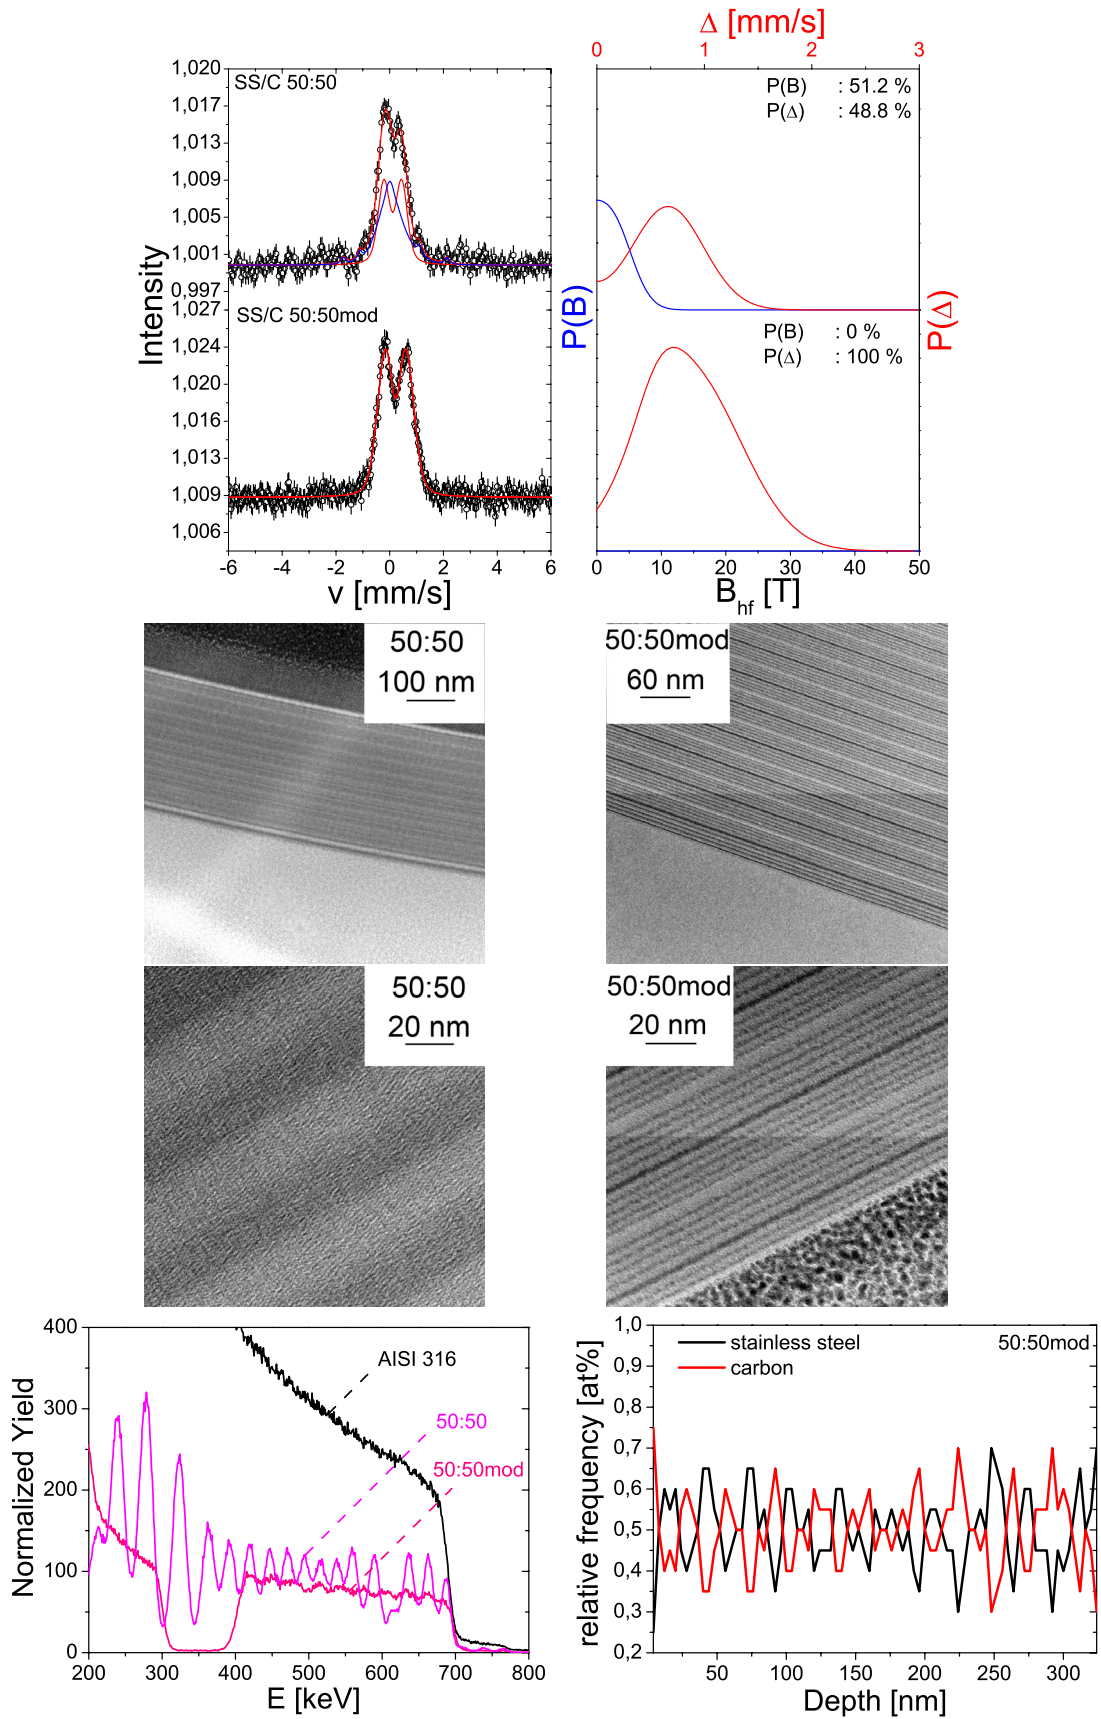 Δ [mm/s]
0 1 2 3
1,020
1,017
1,013
1,009
1,005
1,001
0,997
SS/C 50:50
P(B) : 51.2 %
P(Δ) : 48.8 %
Intensity
P(B)
P(Δ)
1,027
1,024
1,020
1,016
1,013
1,009
1,006
SS/C 50:50mod
P(B) : 0 %
P(Δ) : 100 %
-6 -4 -2 0 2 4 6
v [mm/s]
0 10 20 30 40 50
Bhf [T]
50:50
100 nm
50:50mod
60 nm
50:50
20 nm
50:50mod
20 nm
400
300
200
100
0
Normalized Yield
AISI 316
50:50
50:50mod
200 300 400 500 600 700 800
E [keV]
1,0
0,9
0,8
0,7
0,6
0,5
0,4
0,3
0,2
relative frequency [at%]
stainless steel
carbon
50:50mod
50 100 150 200 250 300
Depth [nm]